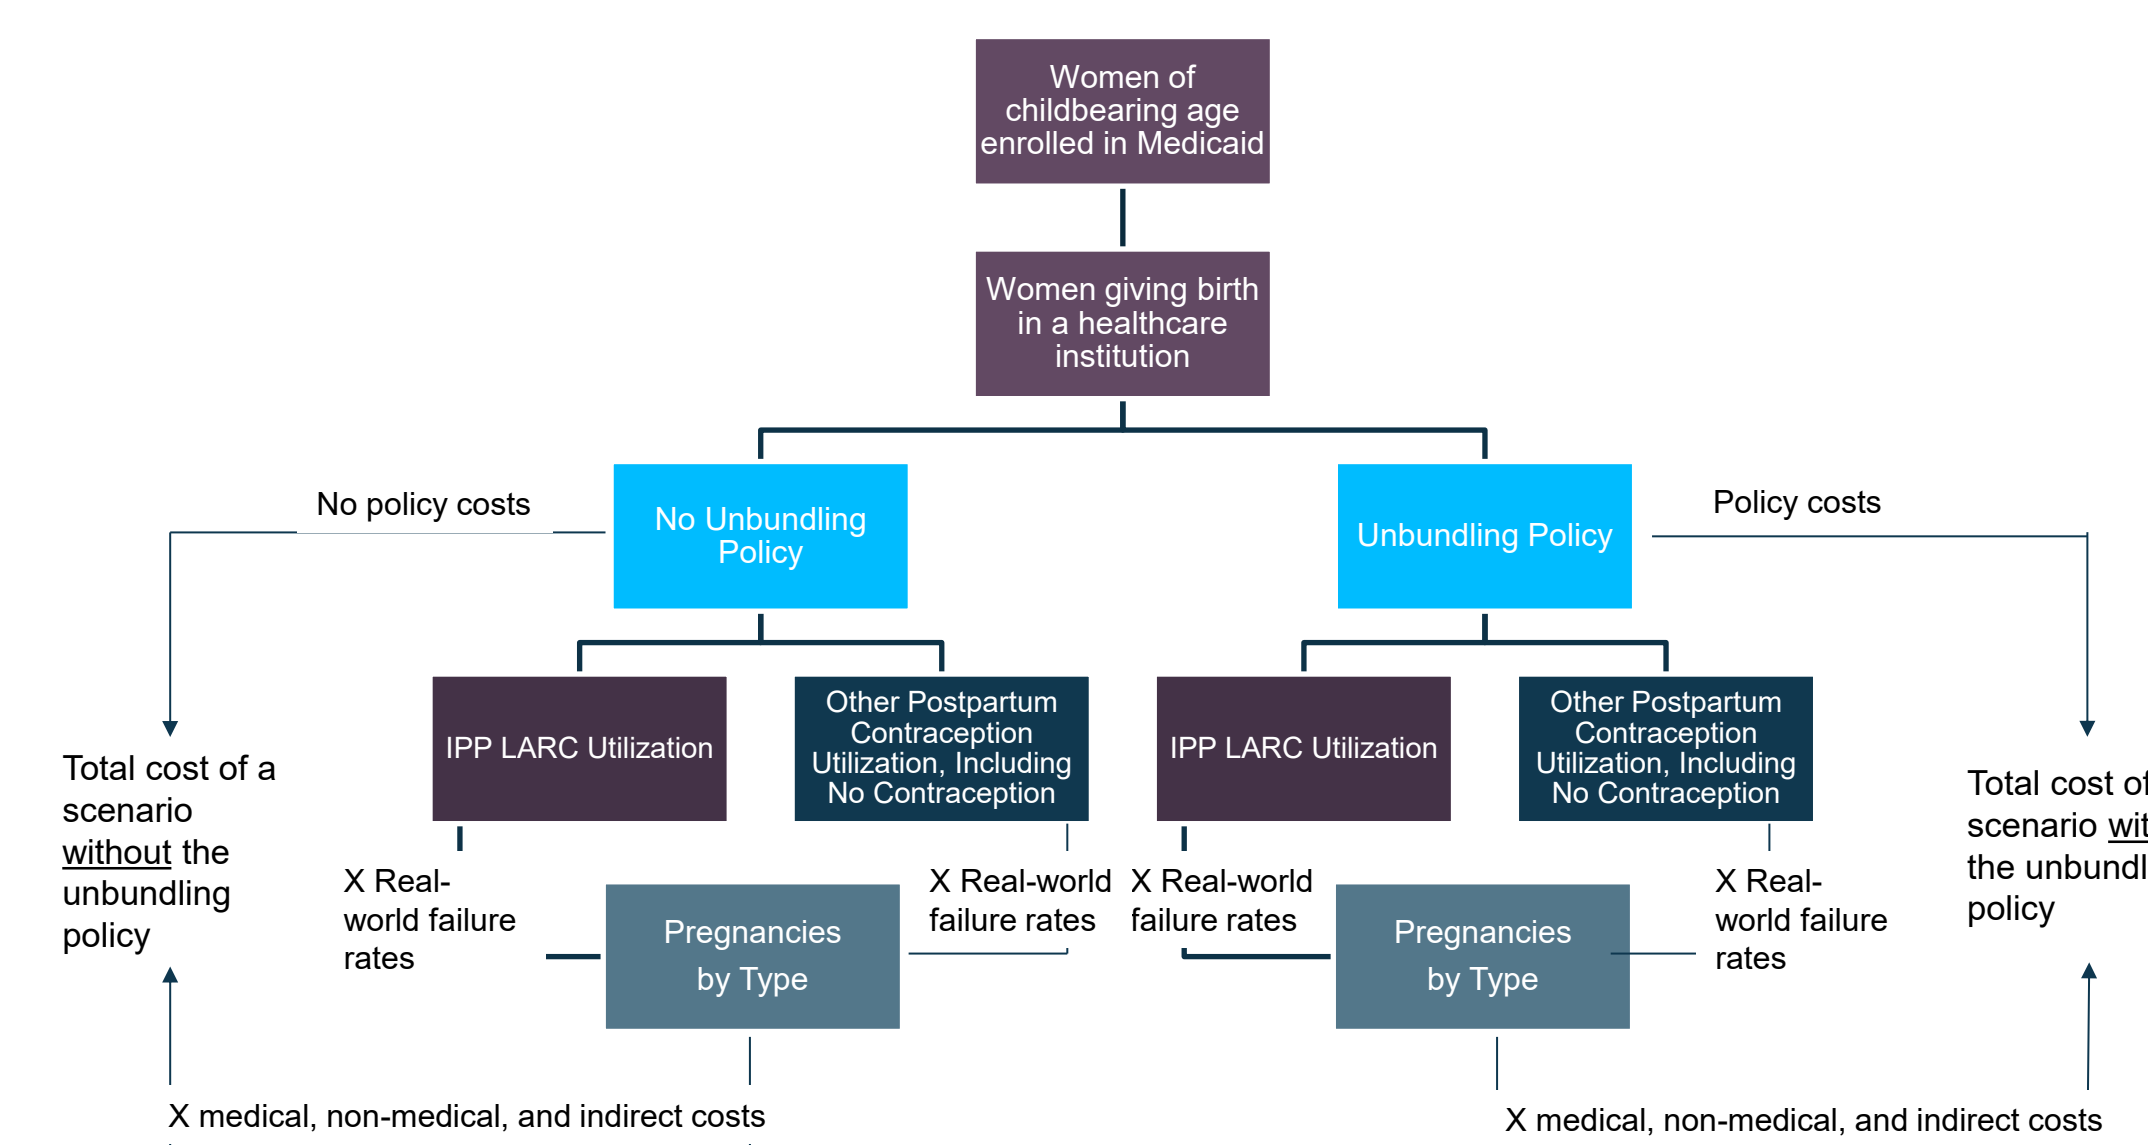 Women of
childbearing age
enrolled in Medicaid
Women giving birth
in a healthcare
institution
No policy costs
No Unbundling
Policy
Unbundling Policy
Policy costs
IPP LARC Utilization
Other Postpartum
Contraception
Utilization, Including
No Contraception
IPP LARC Utilization
Other Postpartum
Contraception
Utilization, Including
No Contraception
Total cost of a
scenario
without the
unbundling
policy
X Real-
world failure
rates
Pregnancies
by Type
X Real-world
failure rates
X Real-world
failure rates
Pregnancies
by Type
X Real-
world failure
rates
Total cost of
scenario
the
policy
X medical, non-medical, and indirect costs
X medical, non-medical, and indirect costs